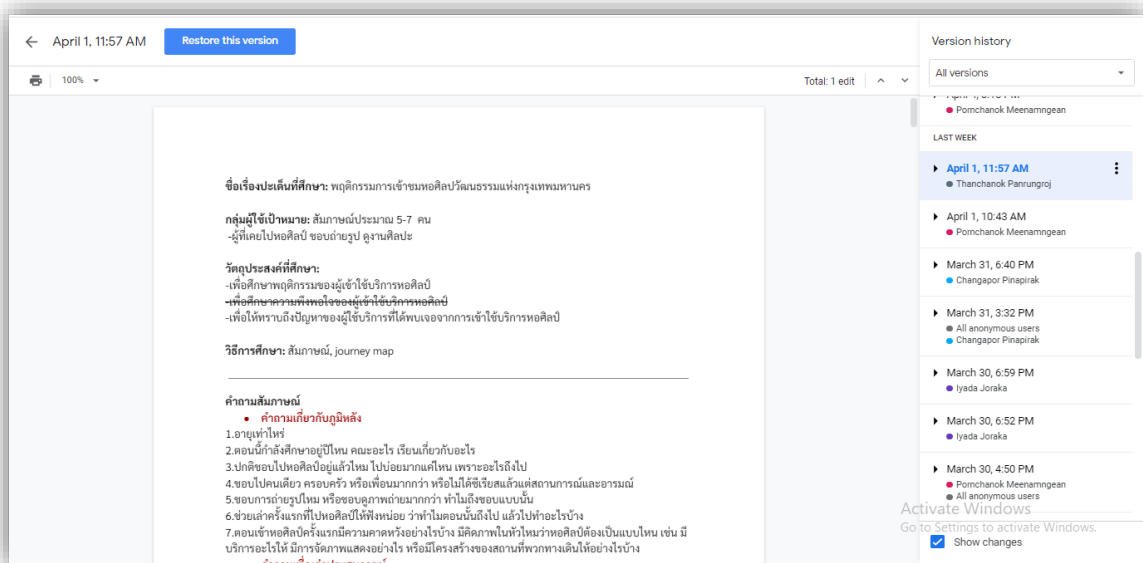 April 1, 11:57 AM
Restore this version
100%
Total: 1 edit
ชื่อเรื่องประเด็นที่ศึกษา: พฤติกรรมการเข้าชมหอศิลปวัฒนธรรมแห่งกรุงเทพมหานคร
กลุ่มผู้ใช้เป้าหมาย: สัมภาษณ์ประมาณ 5-7 คน
-ผู้ที่เคยไปหอศิลป์ ชอบถ่ายรูป ดูงานศิลปะ
วัตถุประสงค์ที่ศึกษา:
-เพื่อศึกษาพฤติกรรมของผู้เข้าใช้บริการหอศิลป์
-เพื่อศึกษาความพึงพอใจของผู้เข้าใช้บริการหอศิลป์
-เพื่อให้ทราบถึงปัญหาของผู้ใช้บริการที่ได้พบเจอจากการเข้าใช้บริการหอศิลป์
วิธีการศึกษา: สัมภาษณ์, journey map
คำถามสัมภาษณ์
• คำถามเกี่ยวกับภูมิหลัง
1.อายุเท่าไหร่
2.ตอนนี้กำลังศึกษาอยู่ปีไหน คณะอะไร เรียนเกี่ยวกับอะไร
3.ปกติชอบไปหอศิลป์อยู่แล้วไหม ไปบ่อยมากแค่ไหน เพราะอะไรถึงไป
4.ชอบไปคนเดียว ครอบครัว หรือเพื่อนมากกว่า หรือไม่ได้ซีเรียสแล้วแต่สถานการณ์และอารมณ์
5.ชอบการถ่ายรูปไหม หรือชอบดูภาพถ่ายมากกว่า ทำไมถึงชอบแบบนั้น
6.ช่วยเล่าครั้งแรกที่ไปหอศิลป์ให้ฟังหน่อย ว่าทำไมตอนนั้นถึงไป แล้วไปทำอะไรบ้าง
7.ตอนเข้าหอศิลป์ครั้งแรกมีความคาดหวังอย่างไรบ้าง มีคิดภาพในหัวไหมว่าหอศิลป์ต้องเป็นแบบไหน เช่น มี
บริการอะไรให้ มีการจัดภาพแสดงอย่างไร หรือมีโครงสร้างของสถานที่พวกทางเดินให้อย่างไรบ้าง
Version history
All versions
Pornchanok Meenamngean
LAST WEEK
April 1, 11:57 AM
Thanchanok Panrungroj
April 1, 10:43 AM
Pornchanok Meenamngean
March 31, 6:40 PM
Changapor Pinapirak
March 31, 3:32 PM
All anonymous users
Changapor Pinapirak
March 30, 6:59 PM
Iyada Joraka
March 30, 6:52 PM
Iyada Joraka
March 30, 4:50 PM
Pornchanok Meenamngean
All anonymous users
Activate Windows
Go to Settings to activate Windows.
Show changes